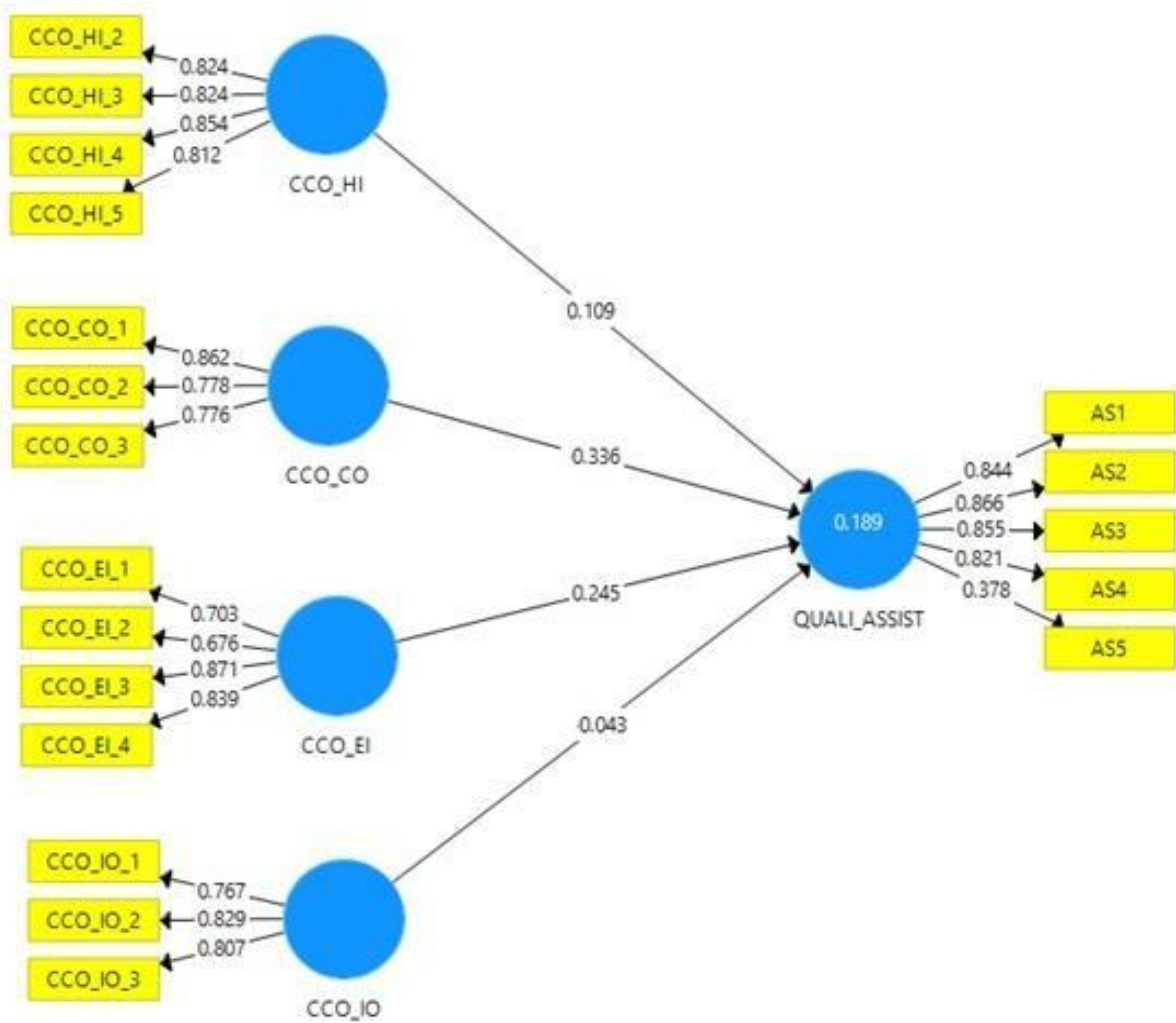 CCO_HI_2
0.824
CCO_HI_3
0.824
CCO_HI_4
0.854
CCO_HI_5
0.812
CCO_HI
0.109
CCO_CO_1
0.862
CCO_CO_2
0.778
CCO_CO_3
0.776
CCO_CO
0.336
CCO_EI_1
0.703
CCO_EI_2
0.676
CCO_EI_3
0.871
CCO_EI_4
0.839
CCO_EI
0.245
CCO_IO_1
0.767
CCO_IO_2
0.829
CCO_IO_3
0.807
CCO_IO
0.043
0.189
QUALI_ASSIST
AS1
0.844
AS2
0.866
AS3
0.855
AS4
0.821
AS5
0.378